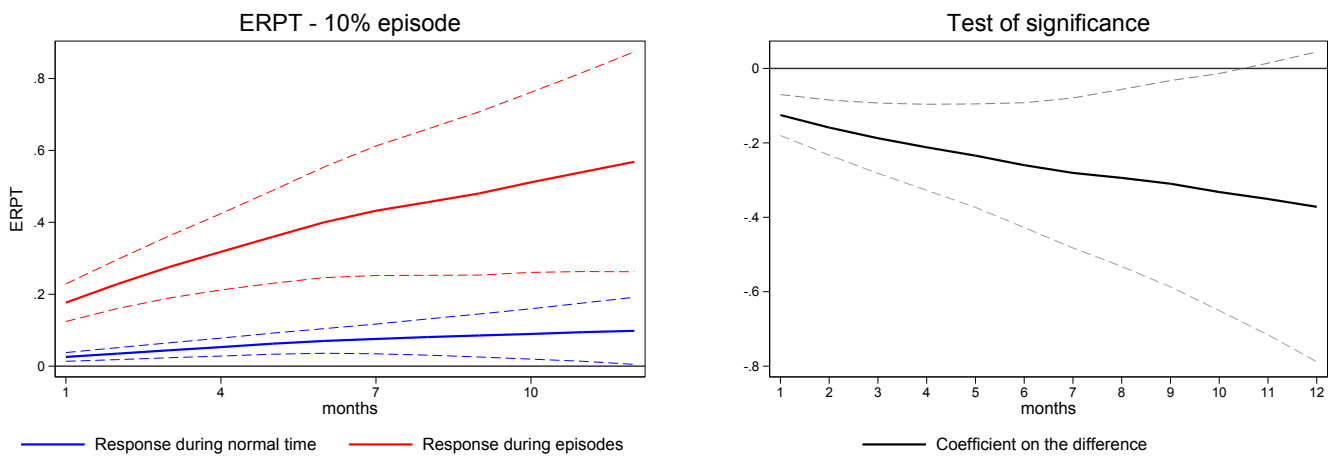 ERPT - 10% episode
ERPT
.8
.6
.4
.2
0
1 4 7 10
months
Response during normal time Response during episodes
Test of significance
0
-.2
-.4
-.6
-.8
1 2 3 4 5 6 7 8 9 10 11 12
months
Coefficient on the difference